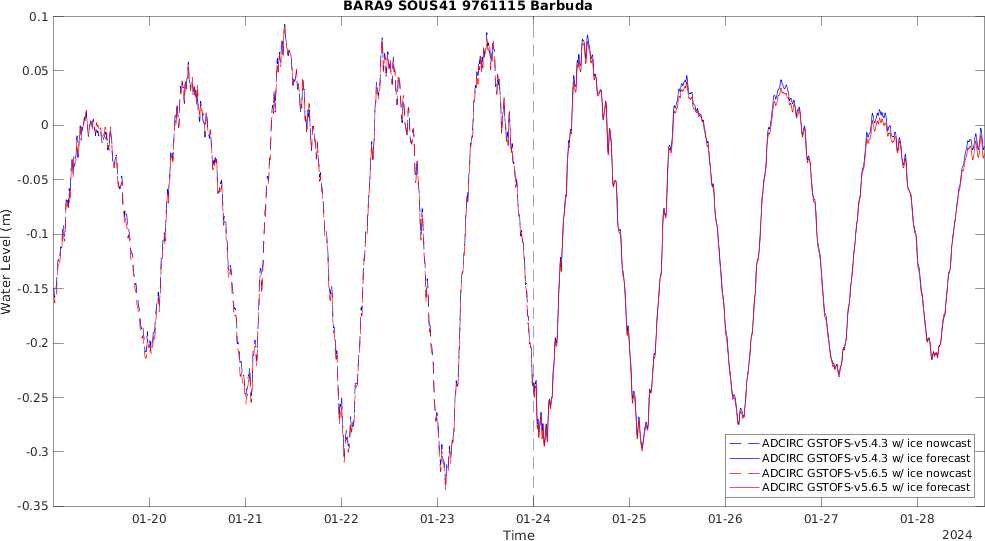 BARA9 SOUS41 9761115 Barbuda
0.1
0.05
0
-0.05
-0.1
-0.15
-0.2
-0.25
-0.3
-0.35
Water Level (m)
ADCIRC GSTOFS-v5.4.3 w/ ice nowcast
ADCIRC GSTOFS-v5.4.3 w/ ice forecast
ADCIRC GSTOFS-v5.6.5 w/ ice nowcast
ADCIRC GSTOFS-v5.6.5 w/ ice forecast
01-20 01-21 01-22 01-23 01-24 01-25 01-26 01-27 01-28
Time
2024